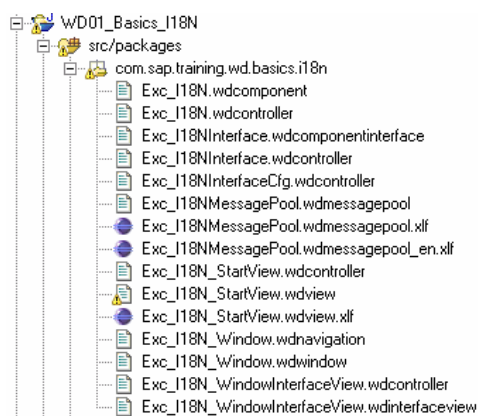 WD01_Basics_I18N
src/packages
com.sap.training.wd.basics.i18n
Exc_I18N.wdcomponent
Exc_I18N.wdcontroller
Exc_I18NInterface.wdcomponentinterface
Exc_I18NInterface.wdcontroller
Exc_I18NInterfaceCfg.wdcontroller
Exc_I18NMessagePool.wdmessagepool
Exc_I18NMessagePool.wdmessagepool.xlf
Exc_I18NMessagePool.wdmessagepool_en.xlf
Exc_I18N_StartView.wdcontroller
Exc_I18N_StartView.wdview
Exc_I18N_StartView.wdview.xlf
Exc_I18N_Window.wdnavigation
Exc_I18N_Window.wdwindow
Exc_I18N_WindowInterfaceView.wdcontroller
Exc_I18N_WindowInterfaceView.wdinterfaceview